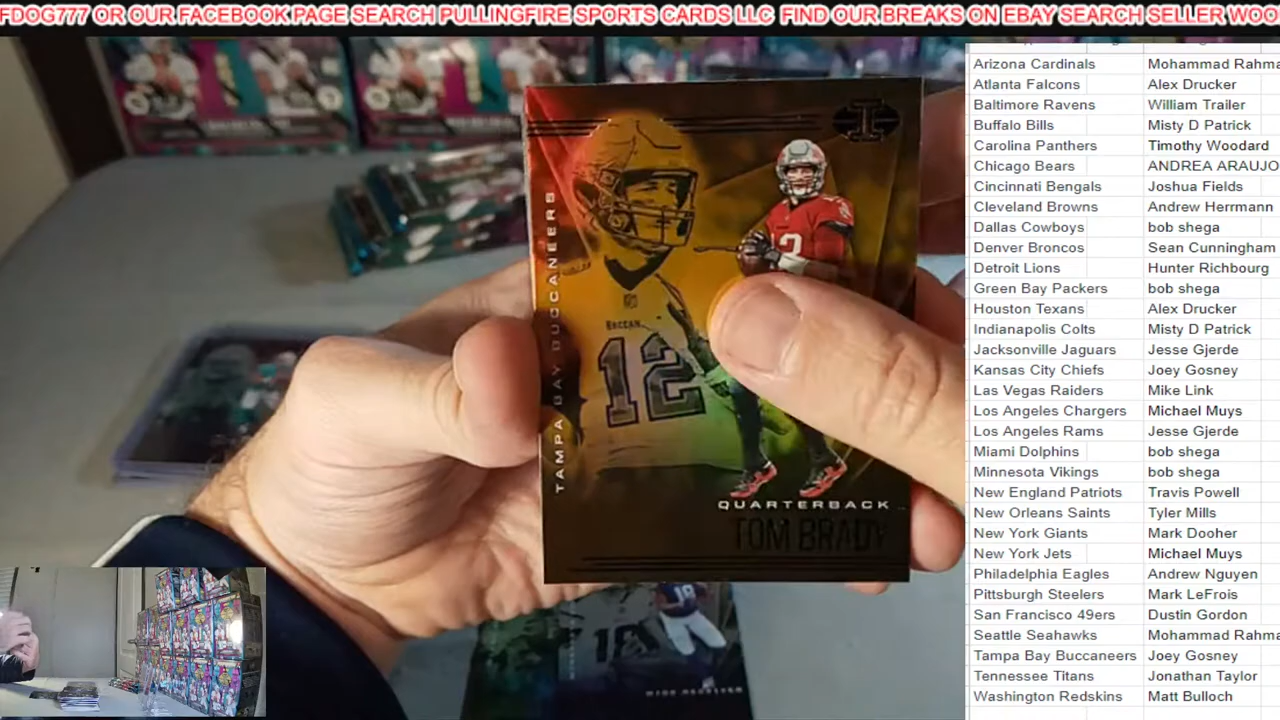 FDOG777 OR OUR FACEBOOK PAGE SEARCH PULLINGFIRE SPORTS CARDS LLC FIND OUR BREAKS ON EBAY SEARCH SELLER WOO
TAMPA BAY BUCCANEERS
12
12
QUARTERBACK
TOM BRADY
18
18
WIDE RECEIVER
Arizona Cardinals Mohammad Rahma
Atlanta Falcons Alex Drucker
Baltimore Ravens William Trailer
Buffalo Bills Misty D Patrick
Carolina Panthers Timothy Woodard
Chicago Bears ANDREA ARAUJO
Cincinnati Bengals Joshua Fields
Cleveland Browns Andrew Herrmann
Dallas Cowboys bob shega
Denver Broncos Sean Cunningham
Detroit Lions Hunter Richbourg
Green Bay Packers bob shega
Houston Texans Alex Drucker
Indianapolis Colts Misty D Patrick
Jacksonville Jaguars Jesse Gjerde
Kansas City Chiefs Joey Gosney
Las Vegas Raiders Mike Link
Los Angeles Chargers Michael Muys
Los Angeles Rams Jesse Gjerde
Miami Dolphins bob shega
Minnesota Vikings bob shega
New England Patriots Travis Powell
New Orleans Saints Tyler Mills
New York Giants Mark Dooher
New York Jets Michael Muys
Philadelphia Eagles Andrew Nguyen
Pittsburgh Steelers Mark LeFrois
San Francisco 49ers Dustin Gordon
Seattle Seahawks Mohammad Rahma
Tampa Bay Buccaneers Joey Gosney
Tennessee Titans Jonathan Taylor
Washington Redskins Matt Bulloch